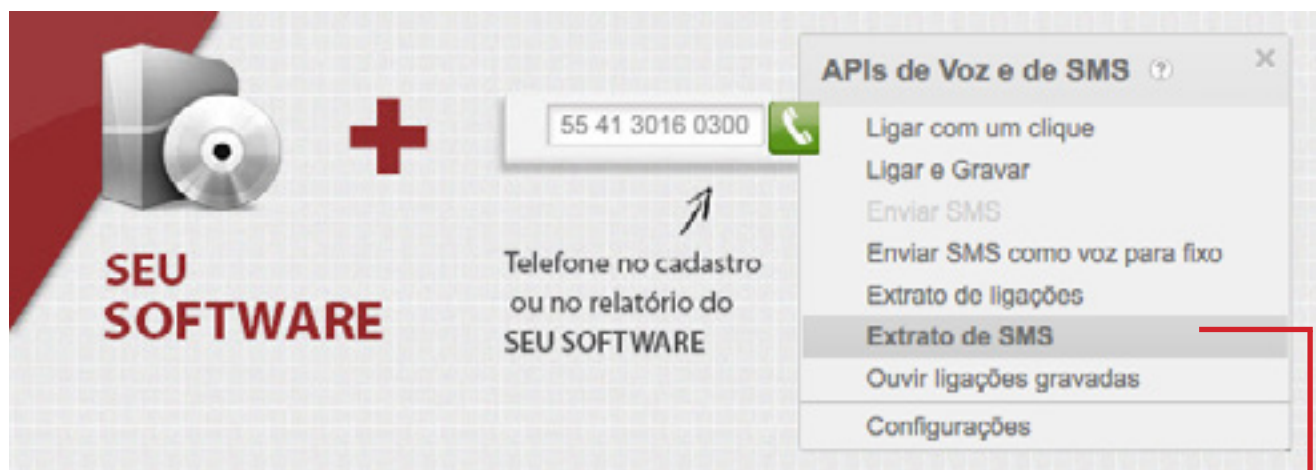 SEU
SOFTWARE
55 41 3016 0300
Telefone no cadastro
ou no relatório do
SEU SOFTWARE
APIs de Voz e de SMS ?
Ligar com um clique
Ligar e Gravar
Enviar SMS
Enviar SMS como voz para fixo
Extrato de ligações
Extrato de SMS
Ouvir ligações gravadas
Configurações